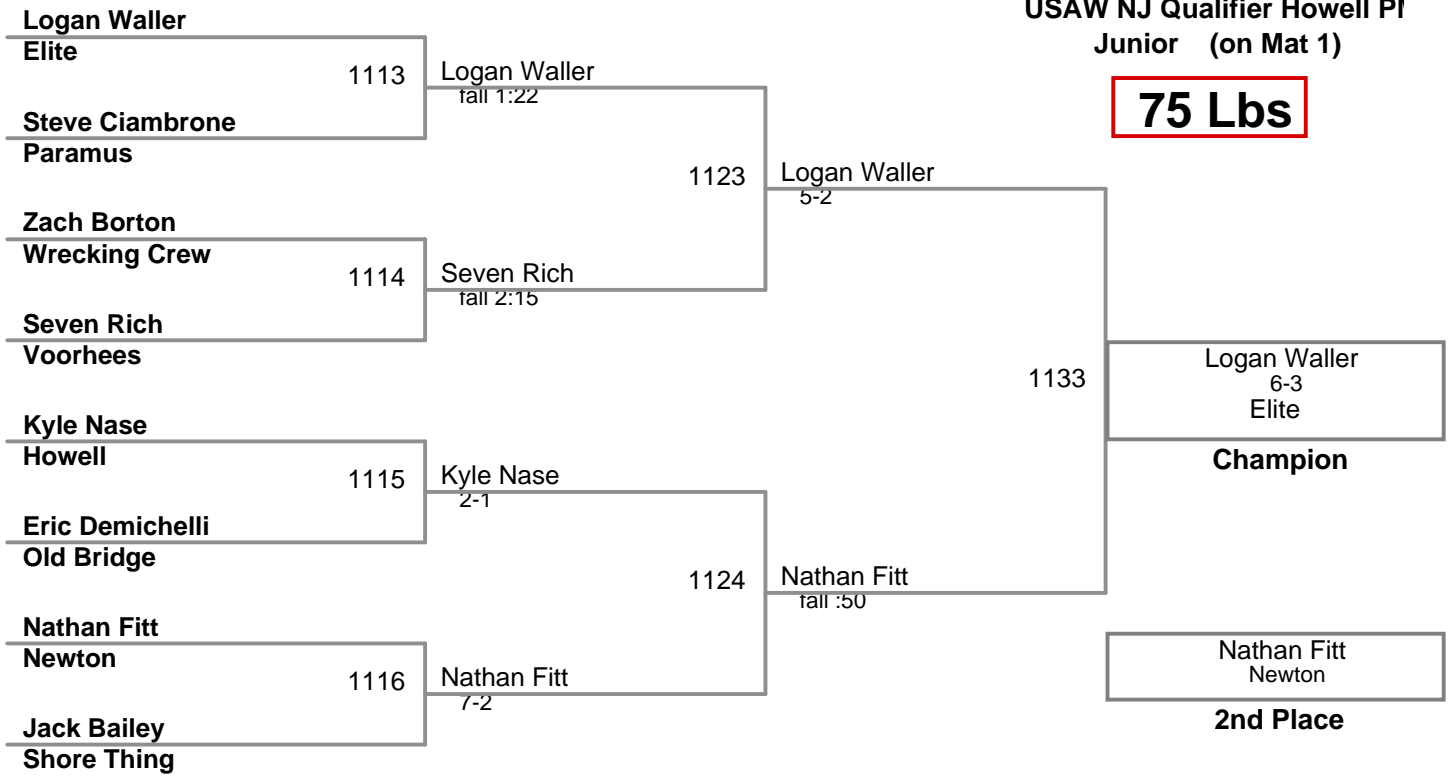 USAW NJ Qualifier Howell
Junior (on Mat 1)
75 Lbs
Logan Waller
Elite
1113
Steve Ciambrone
Paramus
Zach Borton
Wrecking Crew
1114
Seven Rich
Voorhees
Kyle Nase
Howell
1115
Eric Demichelli
Old Bridge
Nathan Fitt
Newton
1116
Jack Bailey
Shore Thing
Logan Waller
fall 1:22
1123
Seven Rich
fall 2:15
Kyle Nase
2-1
1124
Nathan Fitt
7-2
Logan Waller
5-2
1133
Nathan Fitt
fall :50
Logan Waller
6-3
Elite
Champion
Nathan Fitt
Newton
2nd Place